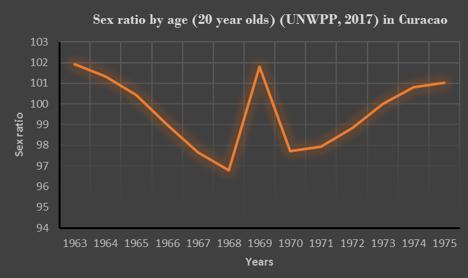 Sex ratio by age (20 year olds) (UNWPP, 2017) in Curacao
103
102
101
100
99
98
97
96
95
94
Sex ratio
1963 1964 1965 1966 1967 1968 1969 1970 1971 1972 1973 1974 1975
Years